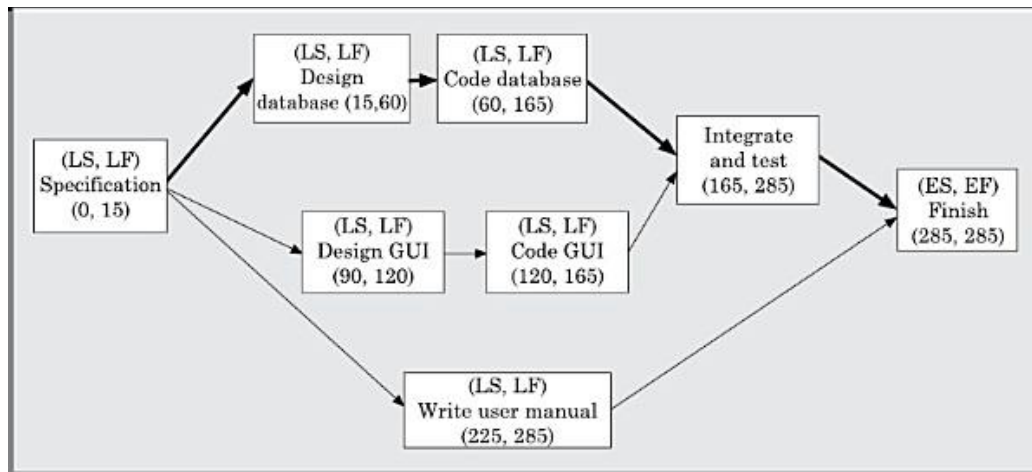 (LS, LF)
Design
database (15,60)
(LS, LF)
Code database
(60, 165)
(LS, LF)
Specification
(0, 15)
Integrate
and test
(165, 285)
(ES, EF)
Finish
(285, 285)
(LS, LF)
Design GUI
(90, 120)
(LS, LF)
Code GUI
(120, 165)
(LS, LF)
Write user manual
(225, 285)